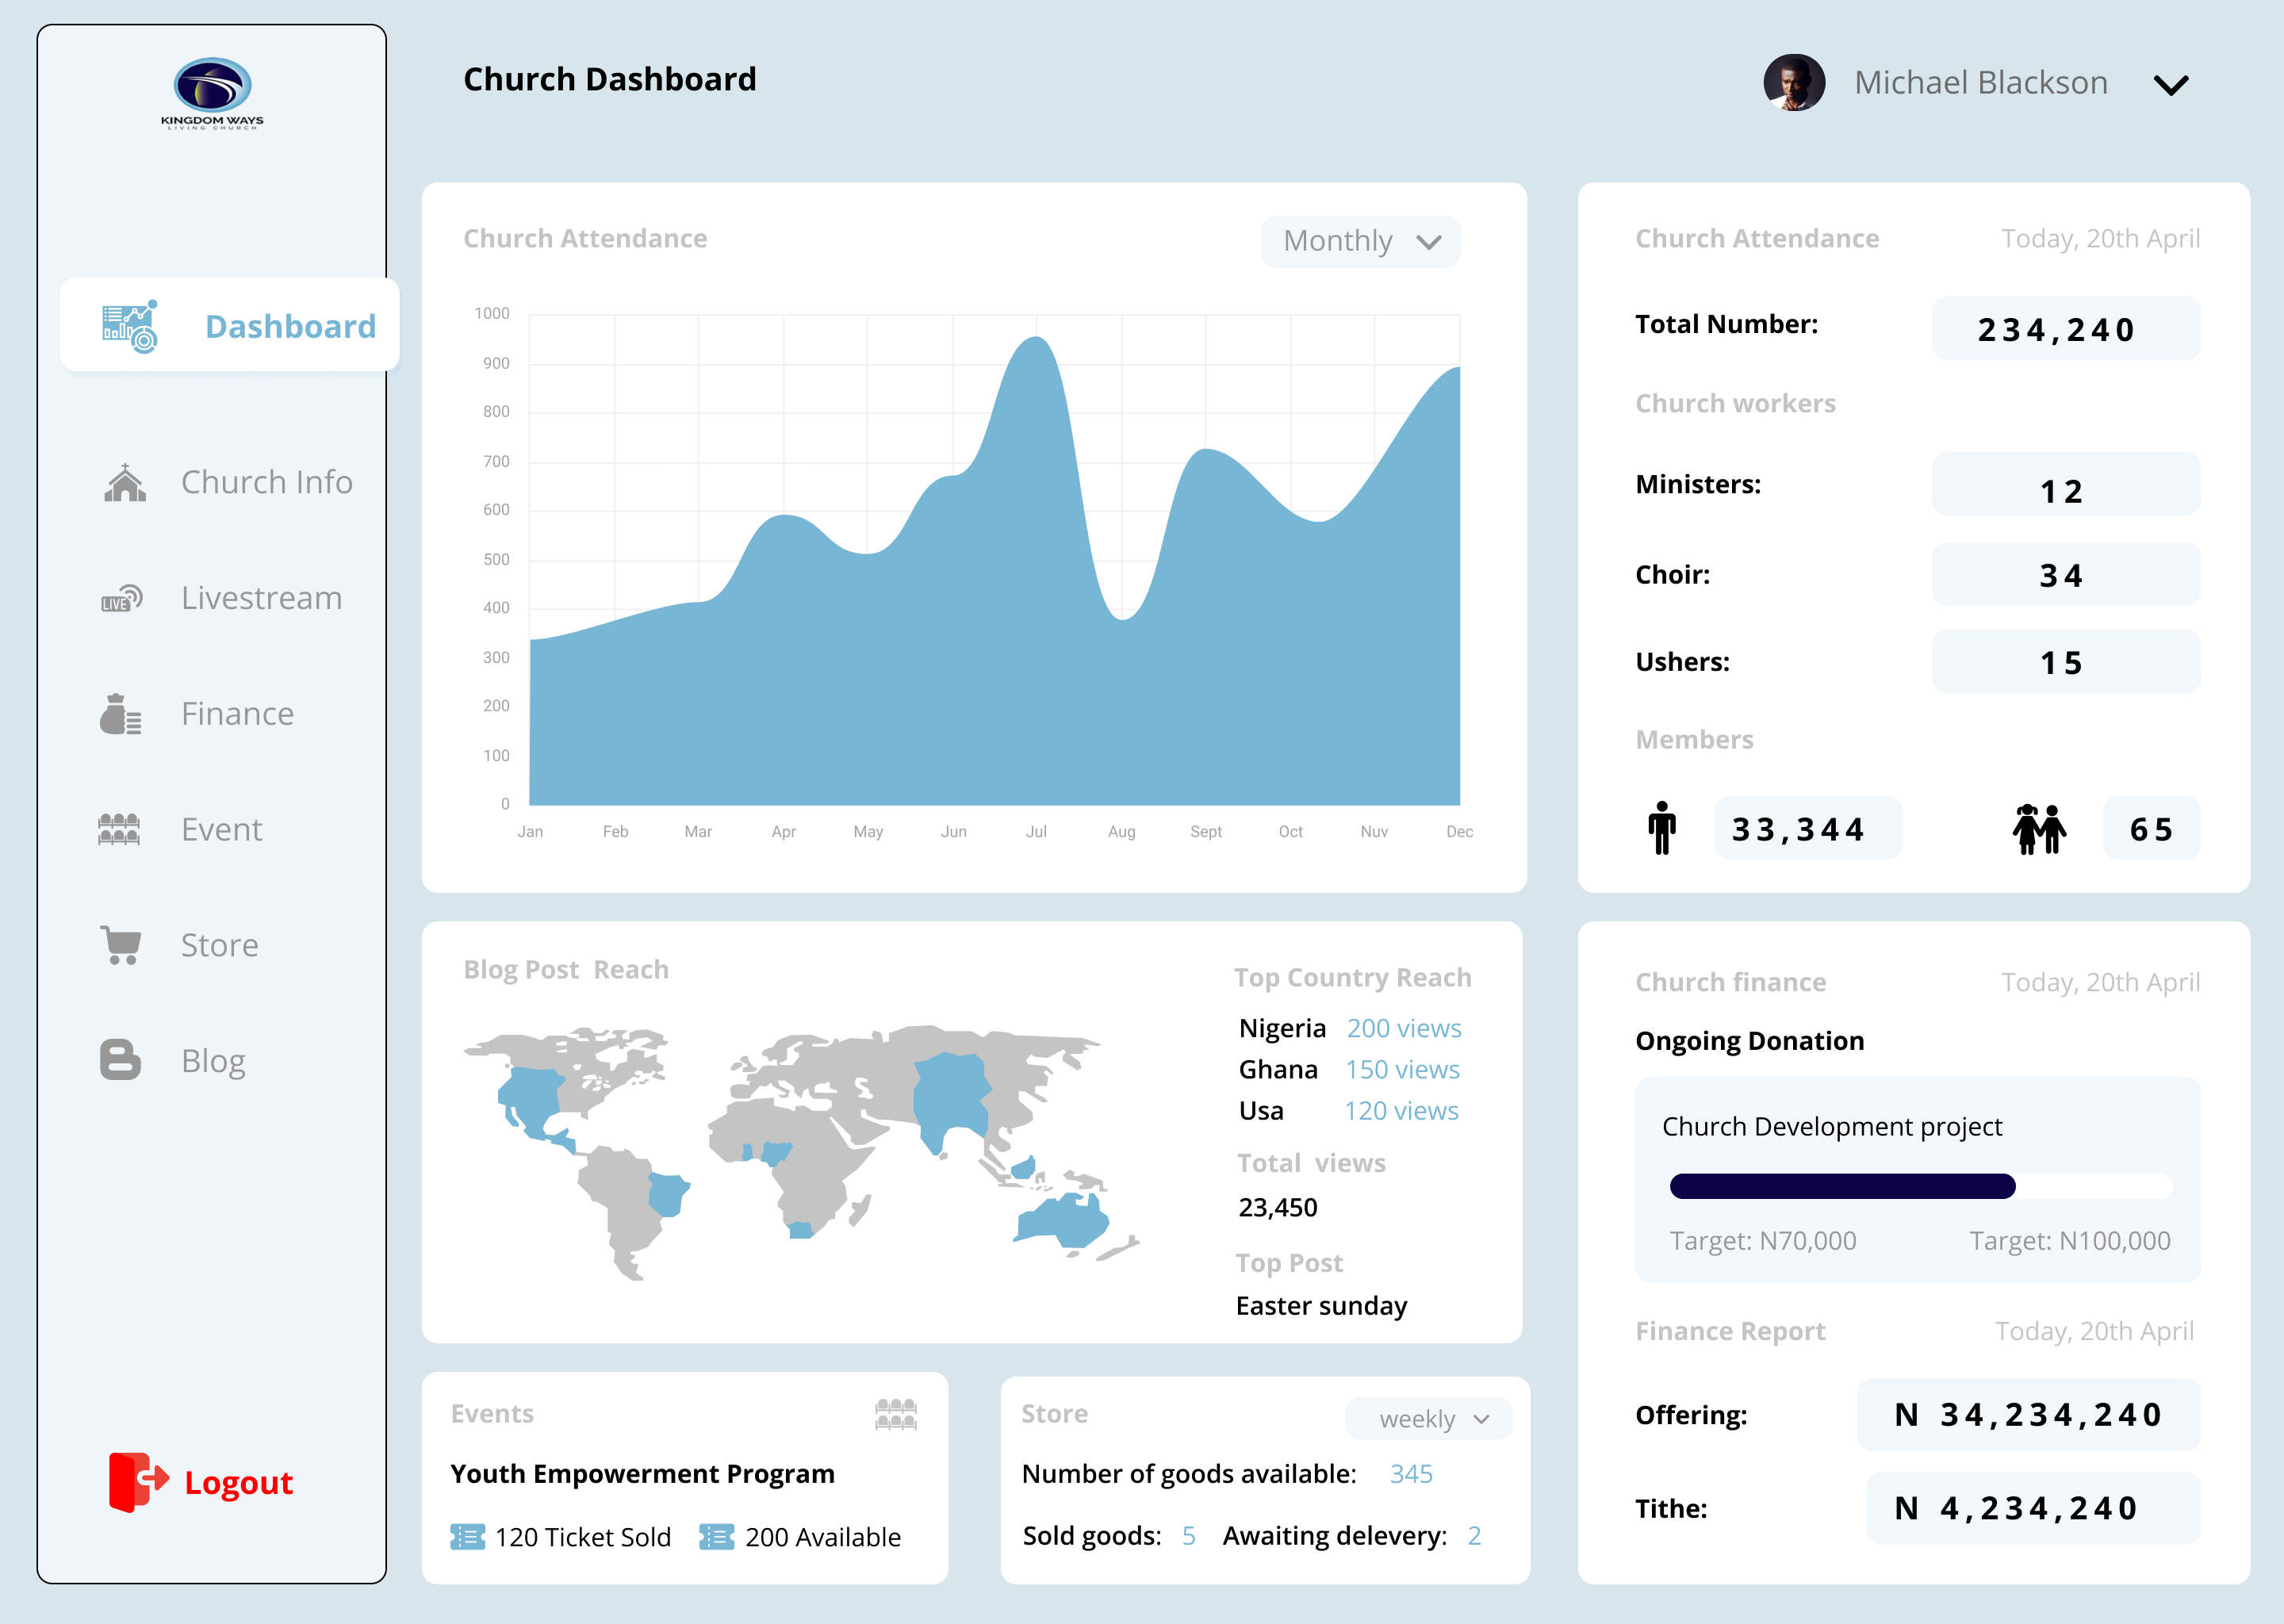 KINGDOM WAYS
LIVING CHURCH
Dashboard
Church Info
LIVE
Livestream
Finance
Event
Store
Blog
Logout
Church Dashboard
Michael Blackson
Church Attendance
Monthly
1000
900
800
700
600
500
400
300
200
100
0
Jan Feb Mar Apr May Jun Jul Aug Sept Oct Nuv Dec
Church Attendance
Today, 20th April
Total Number:
234,240
Church workers
Ministers:
12
Choir:
34
Ushers:
15
Members
33,344
65
Blog Post Reach
Top Country Reach
Nigeria 200 views
Ghana 150 views
Usa 120 views
Total views
23,450
Top Post
Easter sunday
Church finance
Today, 20th April
Ongoing Donation
Church Development project
Target: N70,000
Target: N100,000
Finance Report
Today, 20th April
Offering:
N 34,234,240
Tithe:
N 4,234,240
Events
Youth Empowerment Program
120 Ticket Sold
200 Available
Store
weekly
Number of goods available: 345
Sold goods: 5
Awaiting delevery: 2